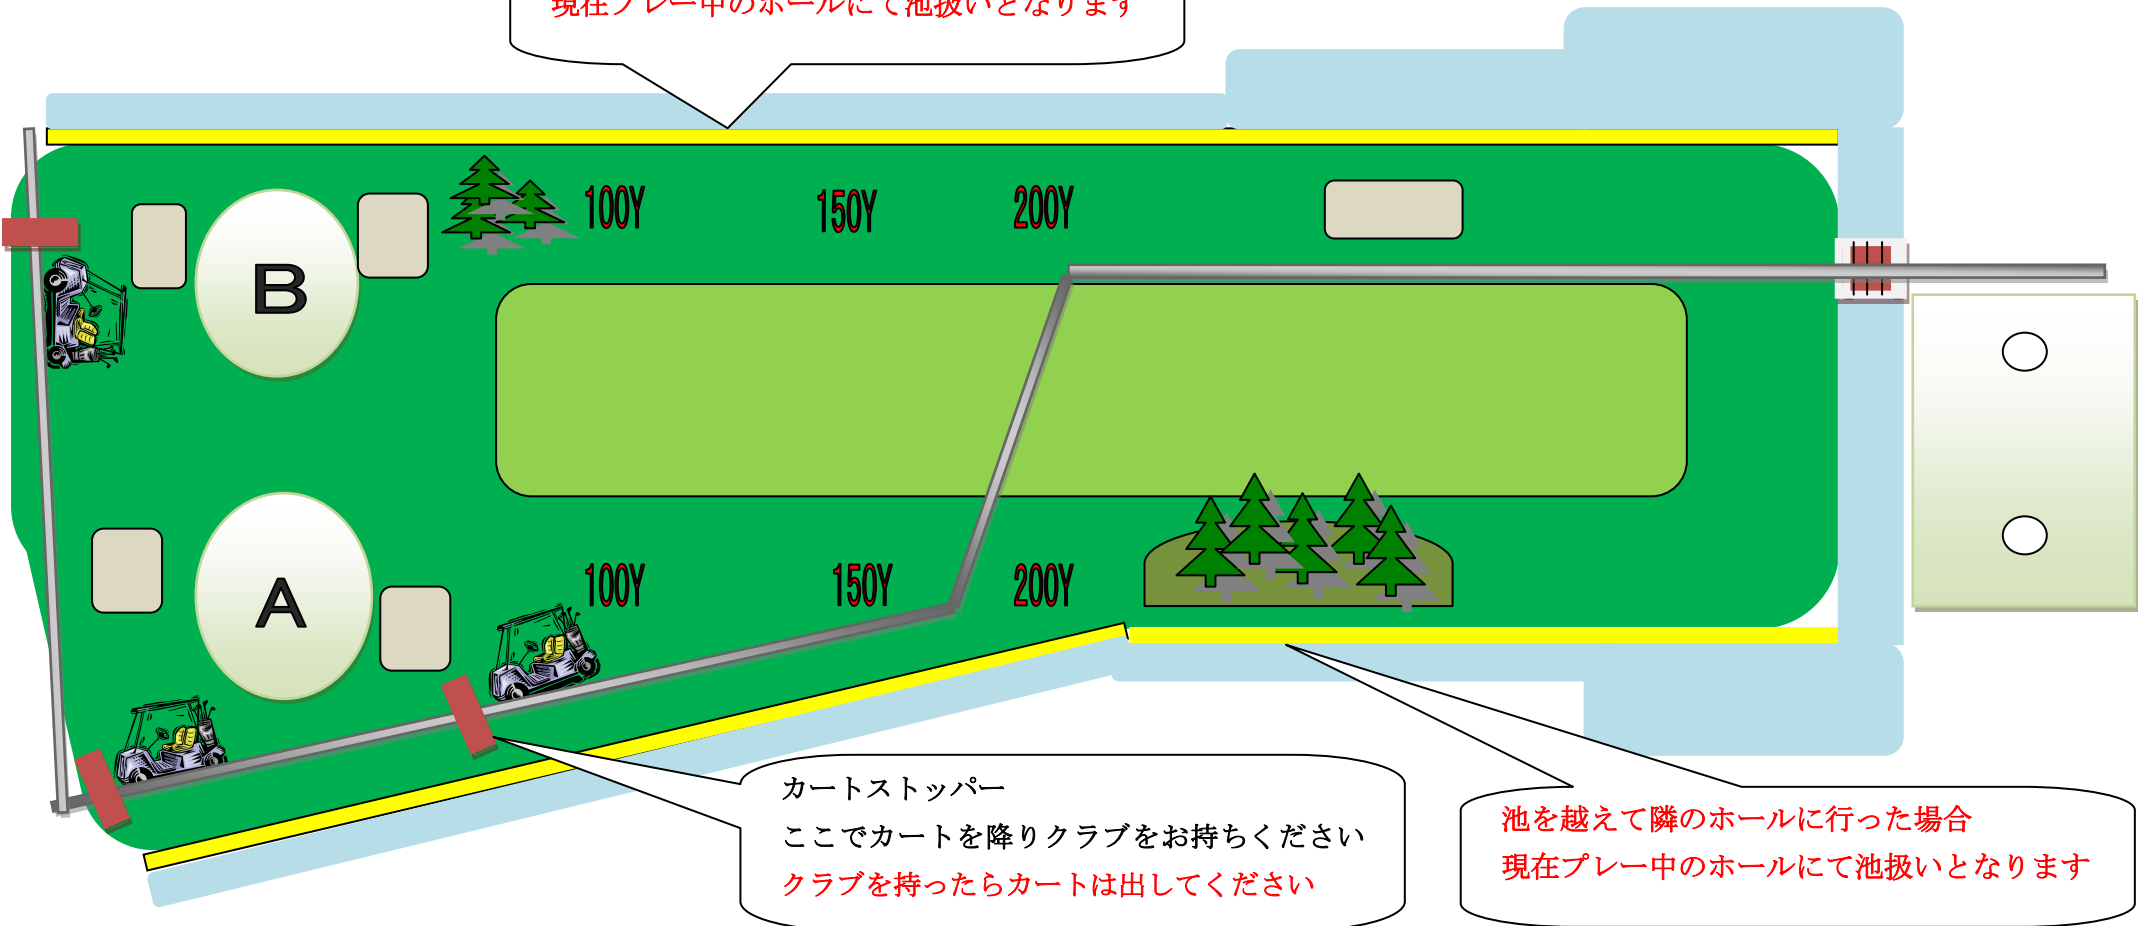 現在プレー中のホールにて池扱いとなります
100Y
150Y
200Y
B
A
100Y
150Y
200Y
カートストッパー
ここでカートを降りクラブをお持ちください
クラブを持ったらカートは出してください
池を越えて隣のホールに行った場合
現在プレー中のホールにて池扱いとなります